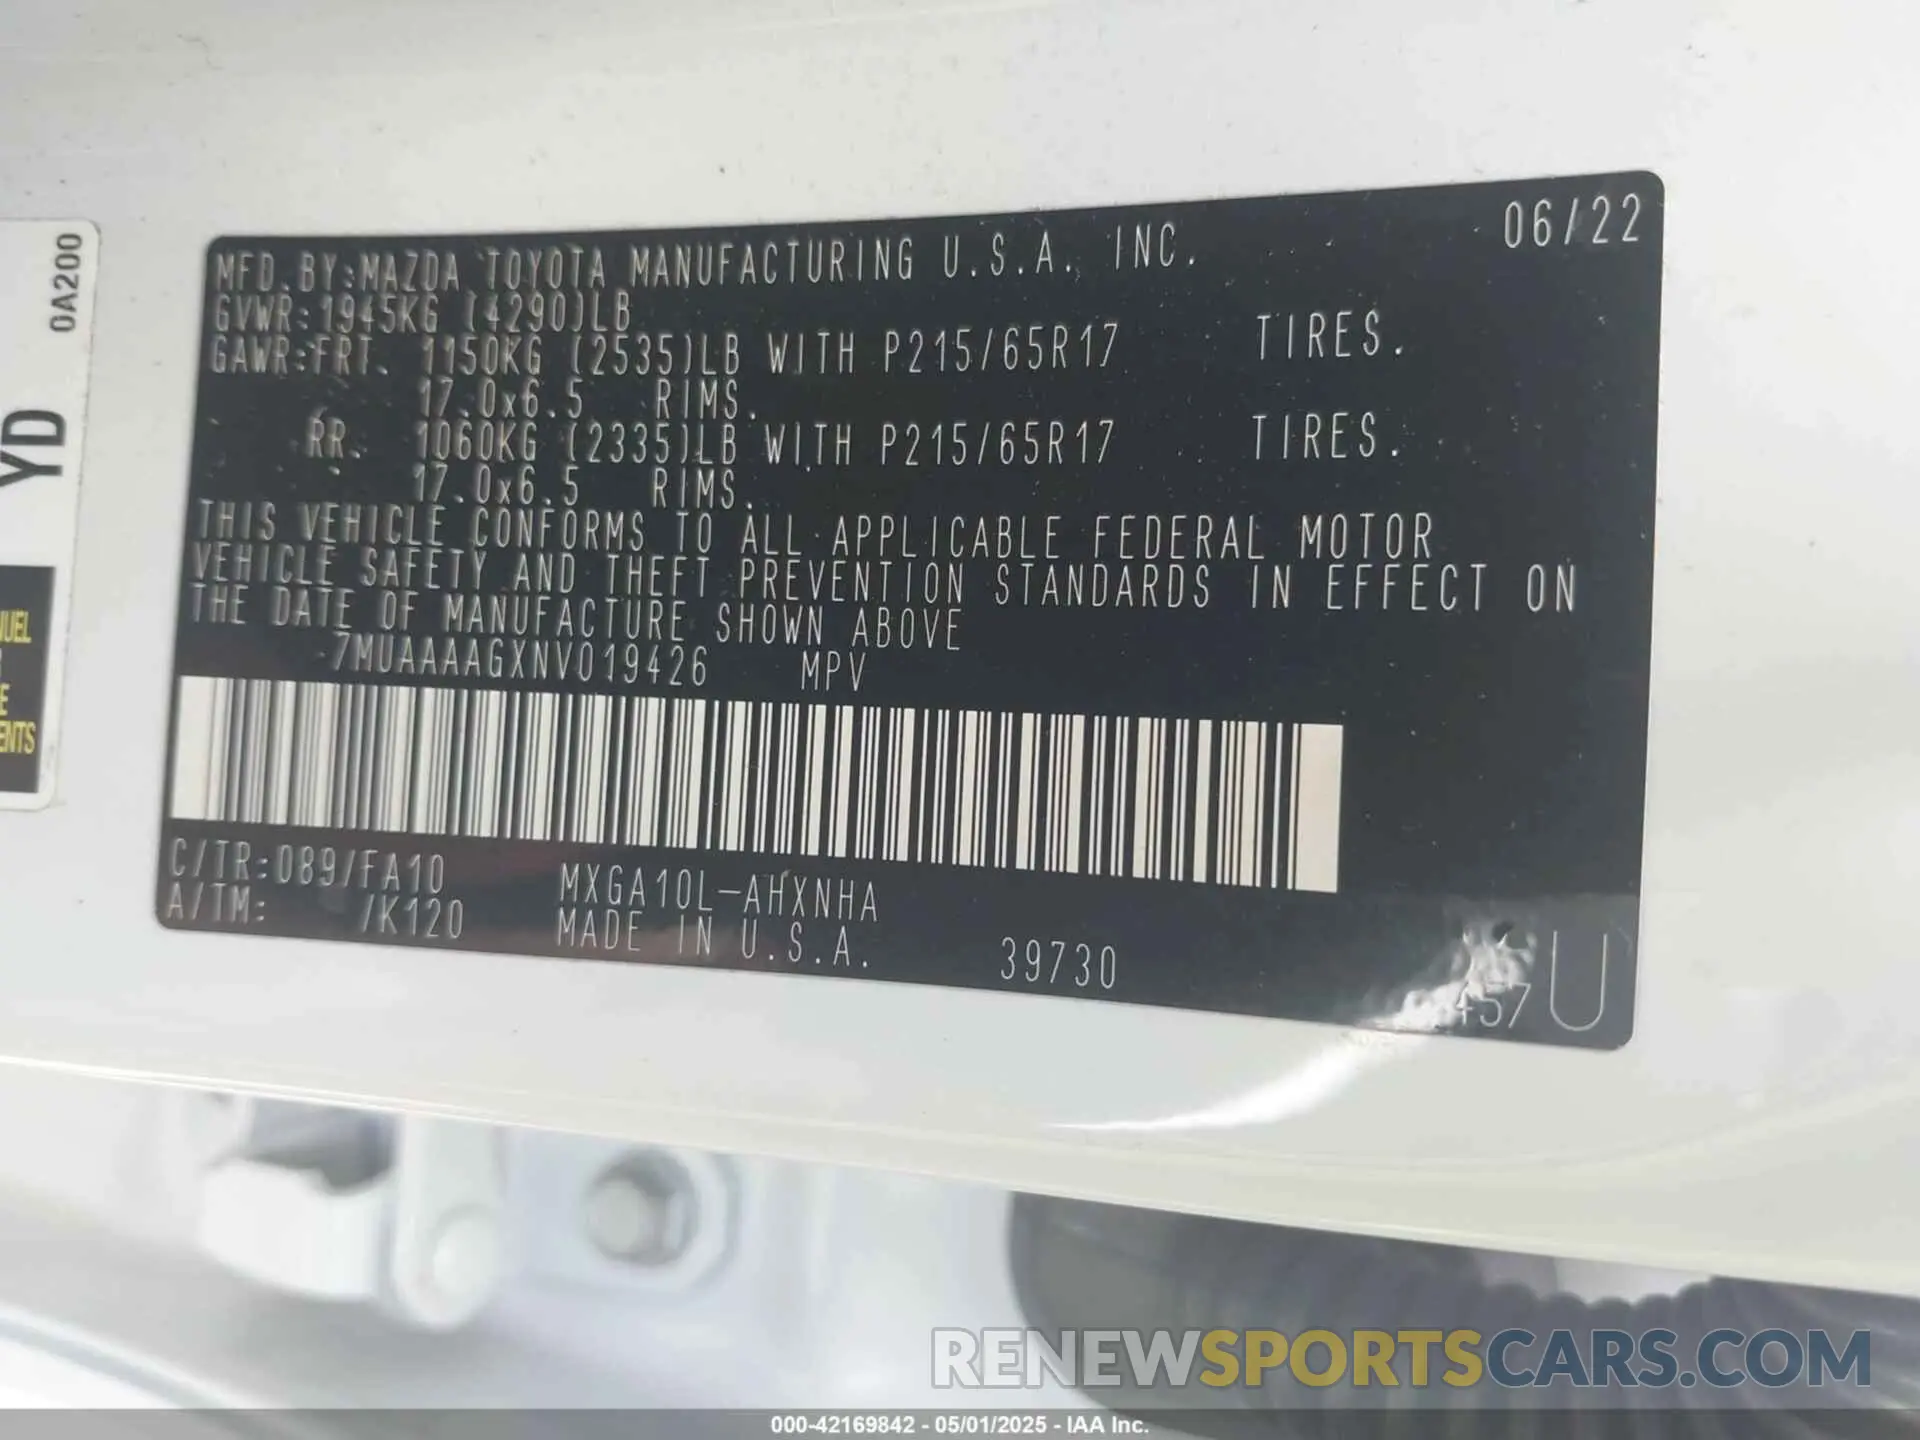 06/22
MFD.BY:MAZDA TOYOTA MANUFACTURING U.S.A. INC.
GVWR:1945KG (4290)LB
GAWR:FRT. 1150KG (2535)LB WITH P215/65R17 TIRES.
17.0x6.5 RIMS.
RR. 1060KG (2335)LB WITH P215/65R17 TIRES.
17.0x6.5 RIMS.
THIS VEHICLE CONFORMS TO ALL APPLICABLE FEDERAL MOTOR
VEHICLE SAFETY AND THEFT PREVENTION STANDARDS IN EFFECT ON
THE DATE OF MANUFACTURE SHOWN ABOVE
7MUAAAAGXNV019426 MPV
C/TR:089/FA10 MXGA10L-AHXNHA
A/TM: /K120 MADE IN U.S.A. 39730
457 U
0A200
YD
RENEWSPORTSCARS.COM
000-42169842 - 05/01/2025 - IAA Inc.